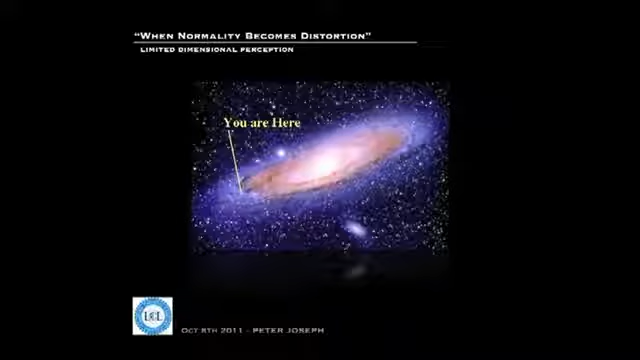 "When Normality Becomes Distortion"
Limited Dimensional Perception
You are Here
Oct 8th 2011 - Peter Joseph